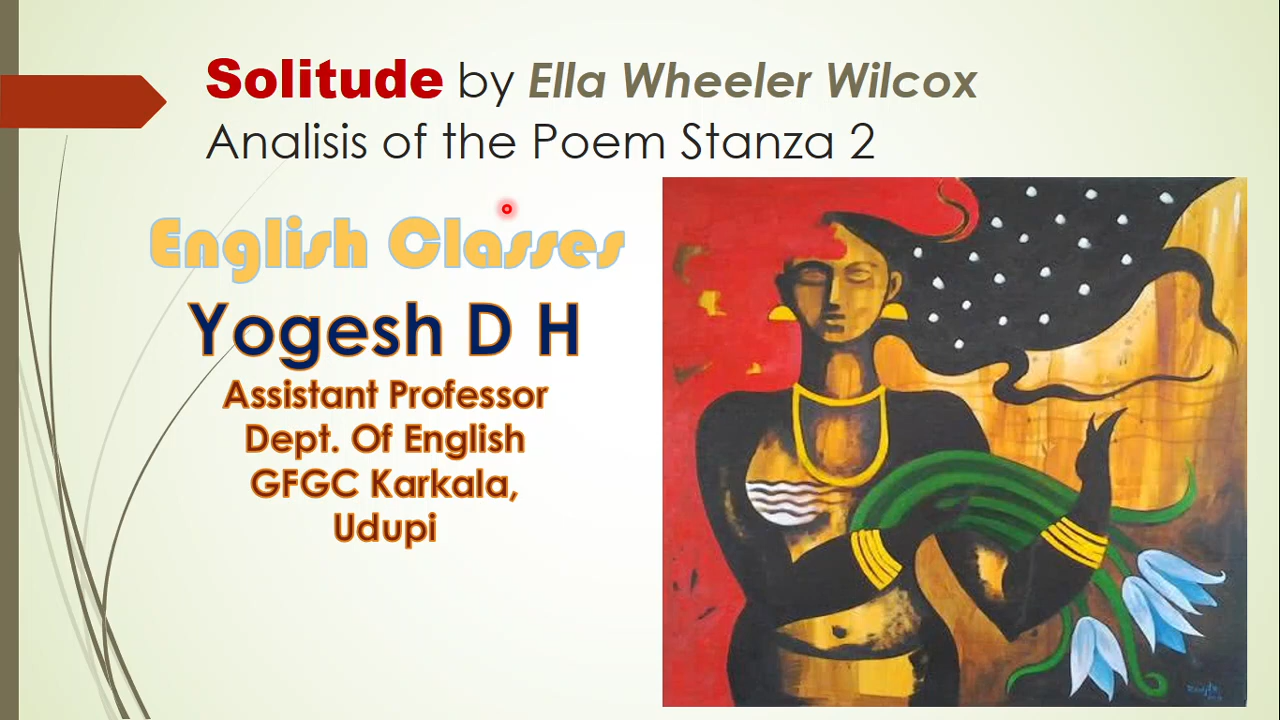 Solitude by Ella Wheeler Wilcox
Analisis of the Poem Stanza 2
English Classes
Yogesh D H
Assistant Professor
Dept. Of English
GFGC Karkala,
Udupi